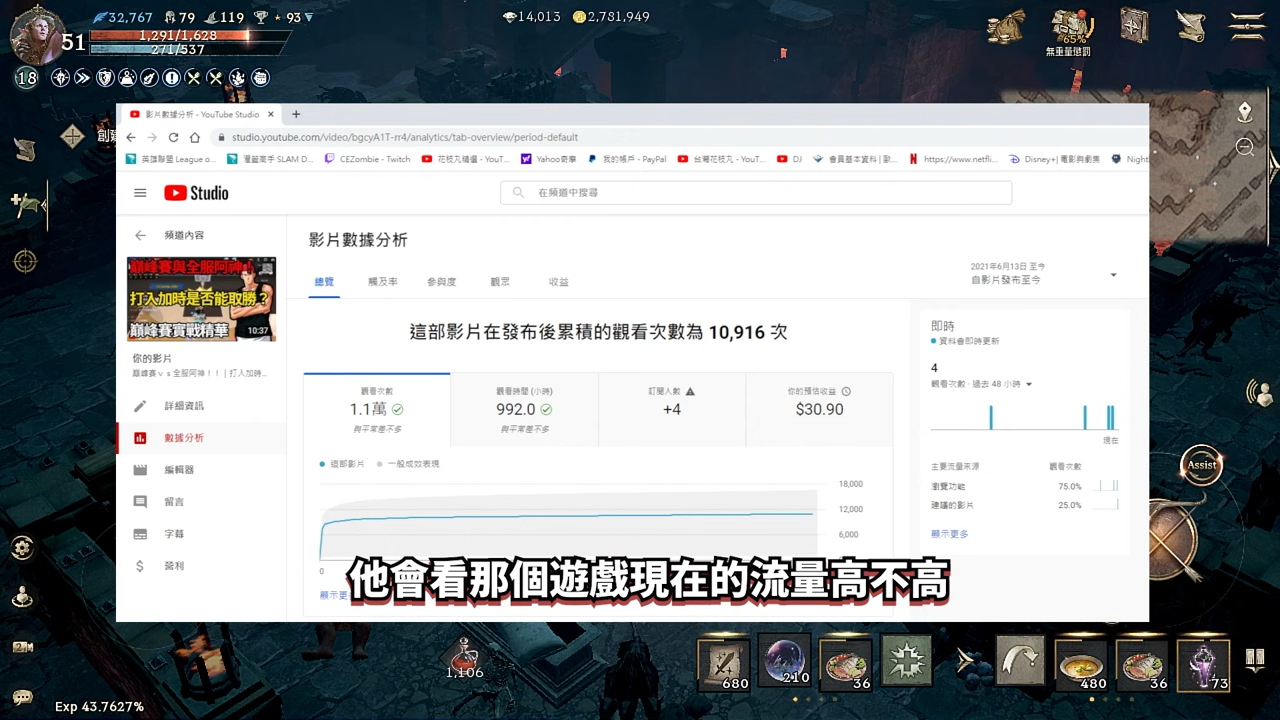 32,767 79 119 93
14,013 2,781,949
51
1,291/1,628
271/537
18
65%
無重量懲罰
影片數據分析 - YouTube Studio
studio.youtube.com/video/bgcyA1T-rr4/analytics/tab-overview/period-default
英雄聯盟 League o...
灌籃高手 SLAM D...
CEZombie - Twitch
花枝丸精選 - YouT...
Yahoo奇摩
我的帳戶 - PayPal
台灣花枝丸 - YouT...
DJ
會員基本資料 | 歐...
https://www.netfli...
Disney+ | 電影與劇集
Night
Studio
在頻道中搜尋
頻道內容
巔峰賽與全服阿神!
打入加時是否能取勝?
巔峰賽實戰精華
10:37
你的影片
巔峰賽ｖｓ全服阿神！！| 打入加時...
詳細資訊
數據分析
編輯器
留言
字幕
營利
影片數據分析
總覽 觸及率 參與度 觀眾 收益
2021年6月13日 至今
自影片發布至今
這部影片在發布後累積的觀看次數為 10,916 次
觀看次數
1.1萬
與平常差不多
觀看時間 (小時)
992.0
與平常差不多
訂閱人數
+4
你的預估收益
$30.90
這部影片 一般成效表現
18,000
12,000
6,000
0
顯示更
即時
資料會即時更新
4
觀看次數 · 過去 48 小時
現在
主要流量來源 觀看次數
瀏覽功能 75.0%
建議的影片 25.0%
顯示更多
他會看那個遊戲現在的流量高不高
Assist
1,106
680
210
36
480
36
73
Exp 43.7627%